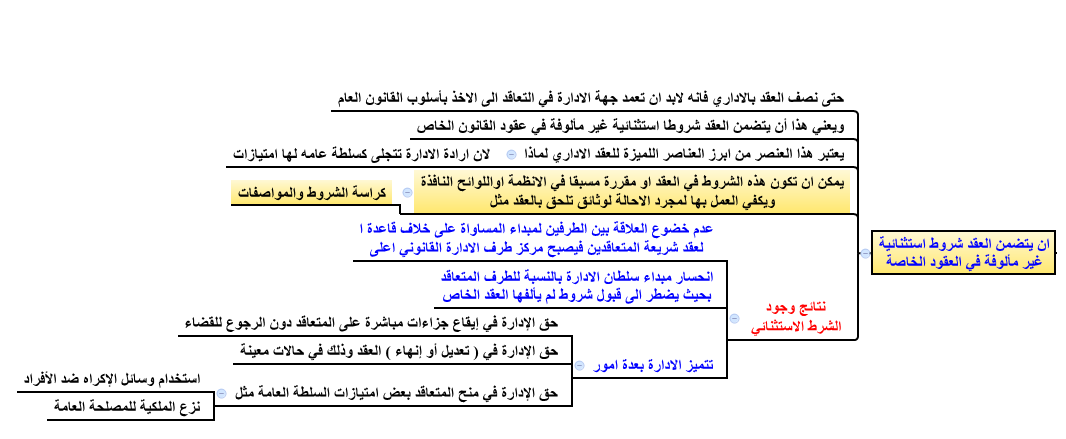 ان يتضمن العقد شروط استثنائية
غير مألوفة في العقود الخاصة
حتى نصف العقد بالاداري فانه لابد ان تعمد جهة الادارة في التعاقد الى الاخذ بأسلوب القانون العام
ويعني هذا أن يتضمن العقد شروطا استثنائية غير مألوفة في عقود القانون الخاص
يعتبر هذا العنصر من ابرز العناصر اللميزة للعقد الاداري لماذا
لان ارادة الادارة تتجلى كسلطة عامه لها امتيازات
يمكن ان تكون هذه الشروط في العقد او مقررة مسبقا في الانظمة اواللوائح النافذة
ويكفي العمل بها لمجرد الاحالة لوثائق تلحق بالعقد مثل
كراسة الشروط والمواصفات
نتائج وجود
الشرط الاستثنائي
عدم خضوع العلاقة بين الطرفين لمبداء المساواة على خلاف قاعدة ا
لعقد شريعة المتعاقدين فيصبح مركز طرف الادارة القانوني اعلى
انحسار مبداء سلطان الادارة بالنسبة للطرف المتعاقد
بحيث يضطر الى قبول شروط لم يألفها العقد الخاص
تتميز الادارة بعدة امور
حق الإدارة في إيقاع جزاءات مباشرة على المتعاقد دون الرجوع للقضاء
حق الإدارة في ( تعديل أو إنهاء ) العقد وذلك في حالات معينة
حق الإدارة في منح المتعاقد بعض امتيازات السلطة العامة مثل
استخدام وسائل الإكراه ضد الأفراد
نزع الملكية للمصلحة العامة